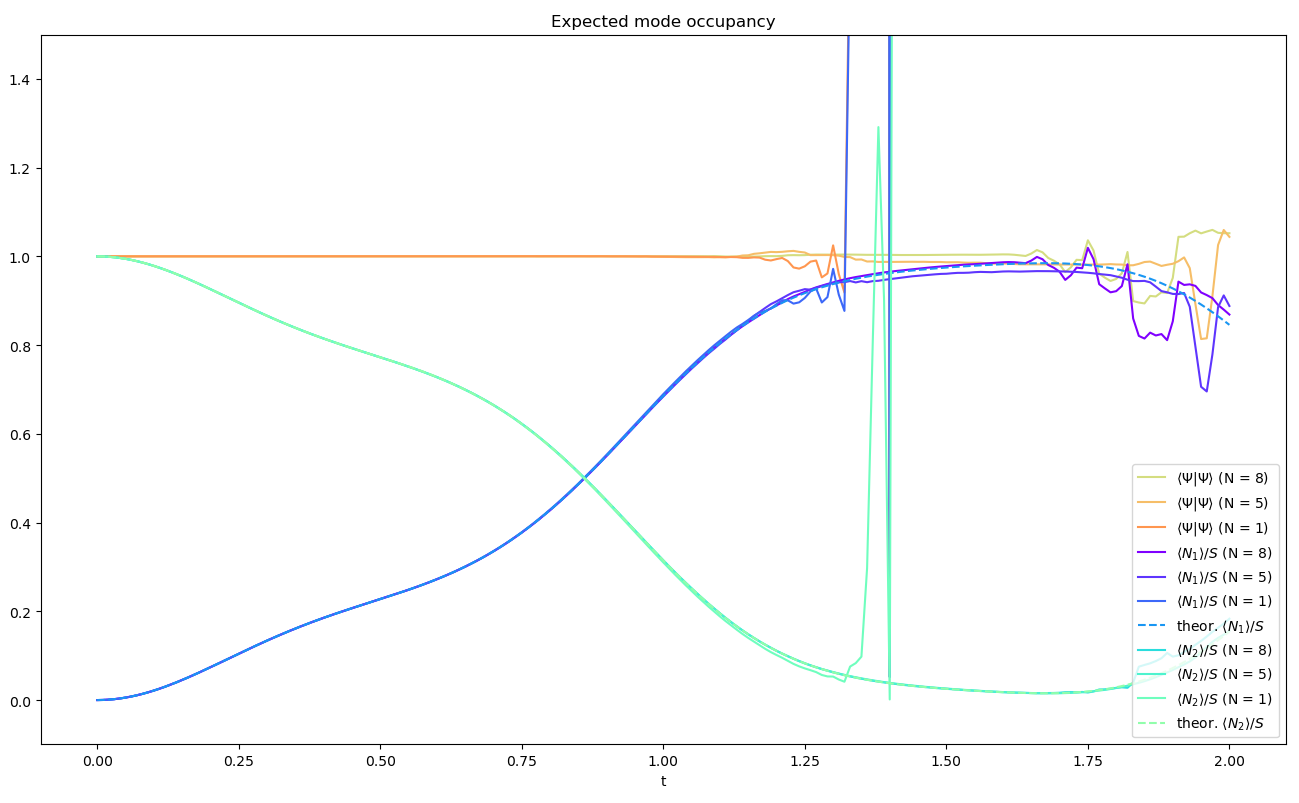 Expected mode occupancy
1.4
1.2
1.0
0.8
0.6
0.4
0.2
0.0
⟨Ψ|Ψ⟩ (N = 8)
⟨Ψ|Ψ⟩ (N = 5)
⟨Ψ|Ψ⟩ (N = 1)
⟨N₁⟩/S (N = 8)
⟨N₁⟩/S (N = 5)
⟨N₁⟩/S (N = 1)
theor. ⟨N₁⟩/S
⟨N₂⟩/S (N = 8)
⟨N₂⟩/S (N = 5)
⟨N₂⟩/S (N = 1)
theor. ⟨N₂⟩/S
0.00 0.25 0.50 0.75 1.00 1.25 1.50 1.75 2.00
t